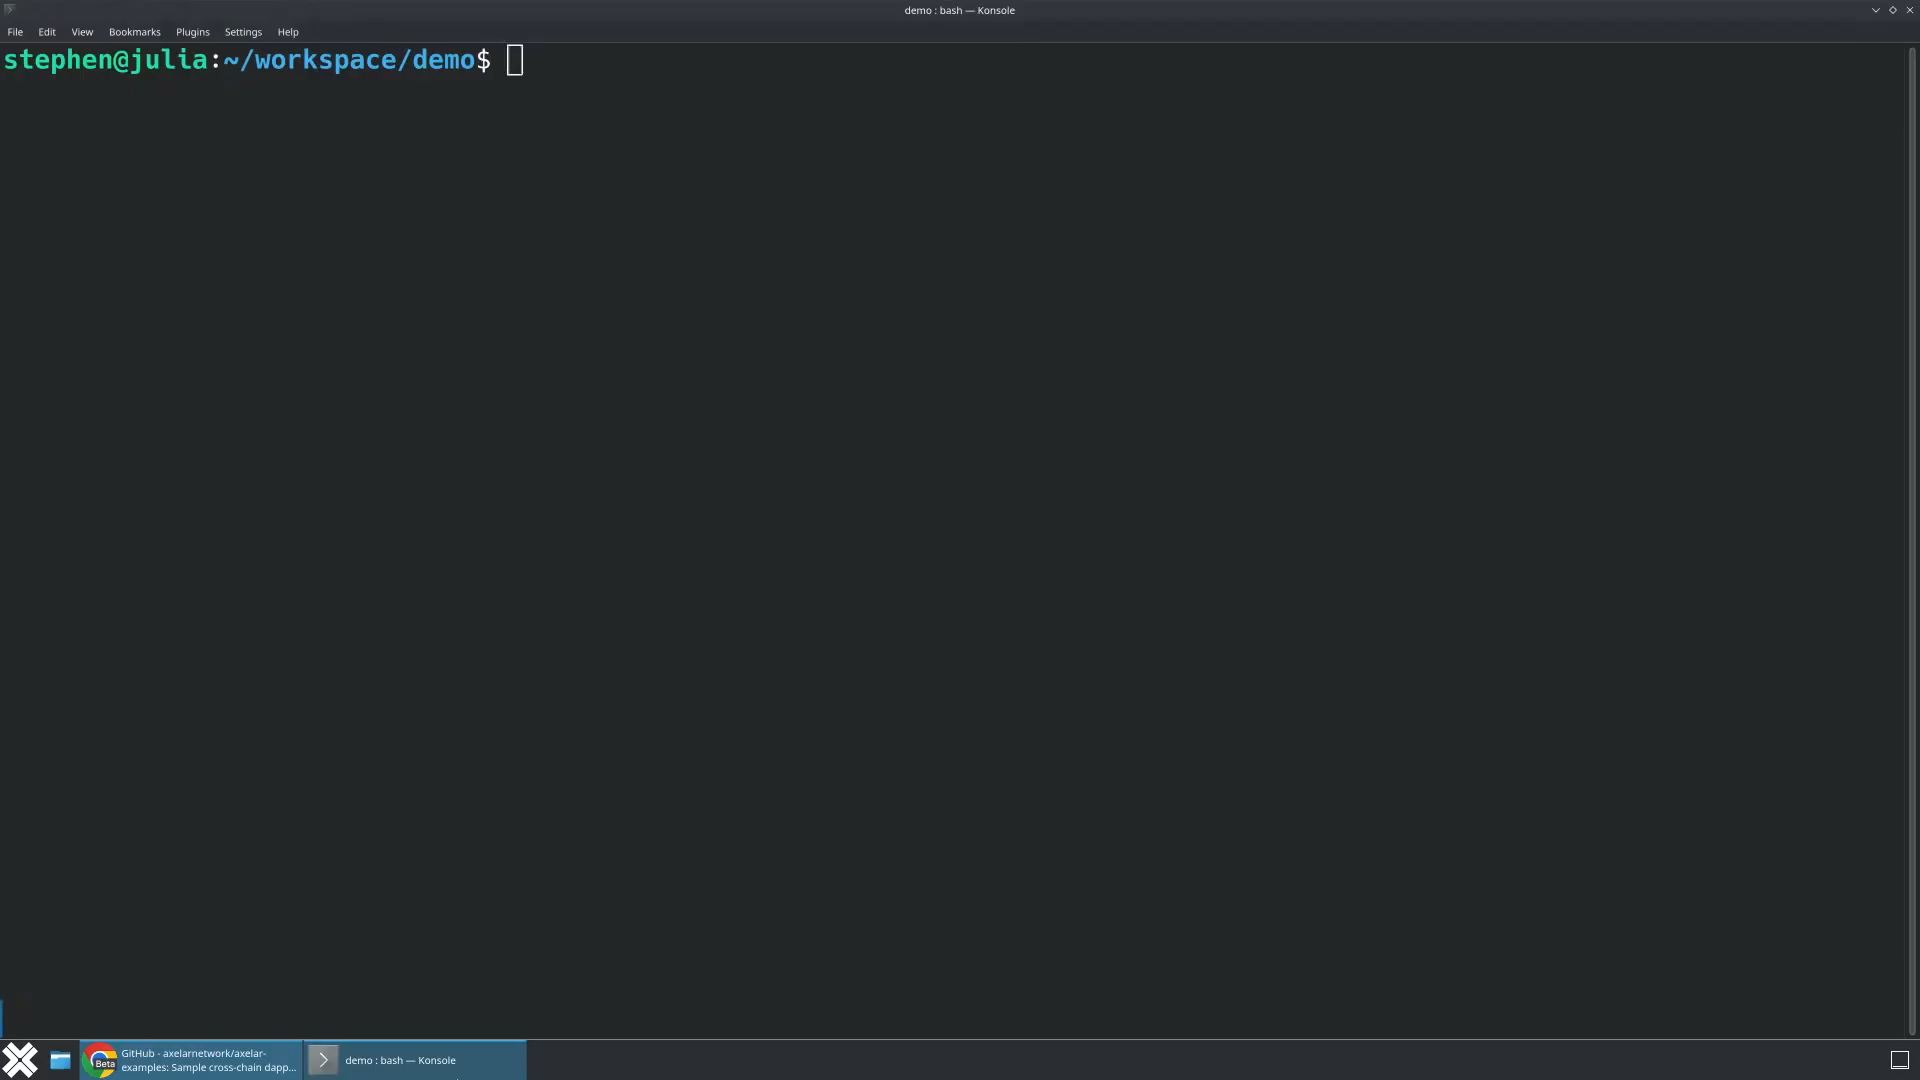 demo : bash — Konsole
File Edit View Bookmarks Plugins Settings Help
stephen@julia:~/workspace/demo$
Beta
GitHub - axelarnetwork/axelar-
examples: Sample cross-chain dapp...
demo : bash — Konsole